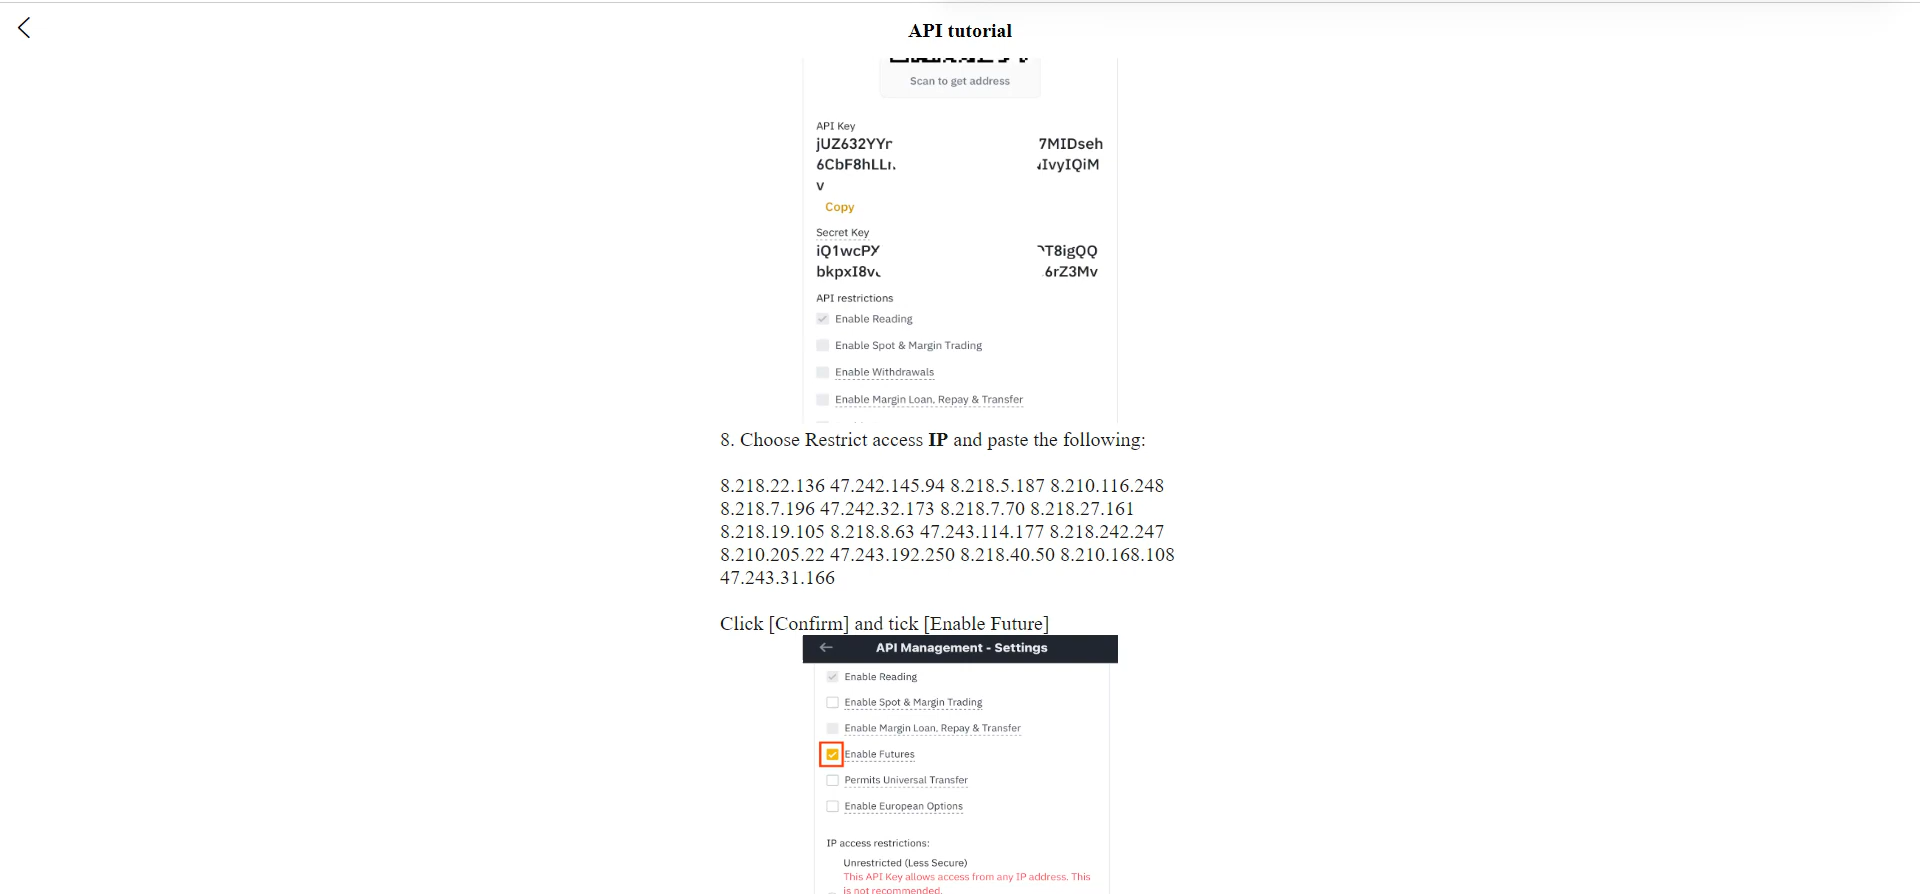 API tutorial
Scan to get address
API Key
jUZ632YYr 7MIDseh
6CbF8hLLr. IvyIQiM
v
Copy
Secret Key
iQ1wcPY T8igQQ
bkpxI8v 6rZ3Mv
API restrictions
Enable Reading
Enable Spot & Margin Trading
Enable Withdrawals
Enable Margin Loan, Repay & Transfer
8. Choose Restrict access IP and paste the following:
8.218.22.136 47.242.145.94 8.218.5.187 8.210.116.248
8.218.7.196 47.242.32.173 8.218.7.70 8.218.27.161
8.218.19.105 8.218.8.63 47.243.114.177 8.218.242.247
8.210.205.22 47.243.192.250 8.218.40.50 8.210.168.108
47.243.31.166
Click [Confirm] and tick [Enable Future]
API Management - Settings
Enable Reading
Enable Spot & Margin Trading
Enable Margin Loan, Repay & Transfer
Enable Futures
Permits Universal Transfer
Enable European Options
IP access restrictions:
Unrestricted (Less Secure)
This API Key allows access from any IP address. This
is not recommended.